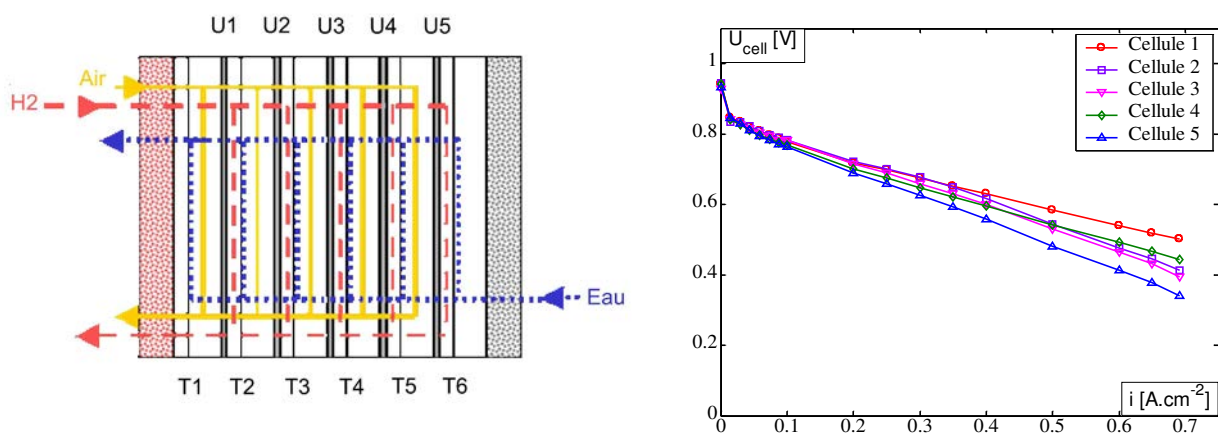 U1 U2 U3 U4 U5
Air
H2
Eau
T1 T2 T3 T4 T5 T6
U_cell [V]
Cellule 1
Cellule 2
Cellule 3
Cellule 4
Cellule 5
1
0.8
0.6
0.4
0.2
0
i [A.cm^-2]
0 0.1 0.2 0.3 0.4 0.5 0.6 0.7